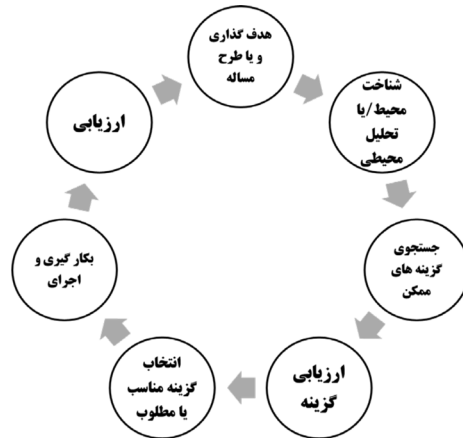 هدف گذاری
و یا طرح
مساله
شناخت
محیط/یا
تحلیل
محیطی
جستجوی
گزینه های
ممکن
ارزیابی
گزینه
انتخاب
گزینه مناسب
یا مطلوب
بکار گیری و
اجرای
ارزیابی